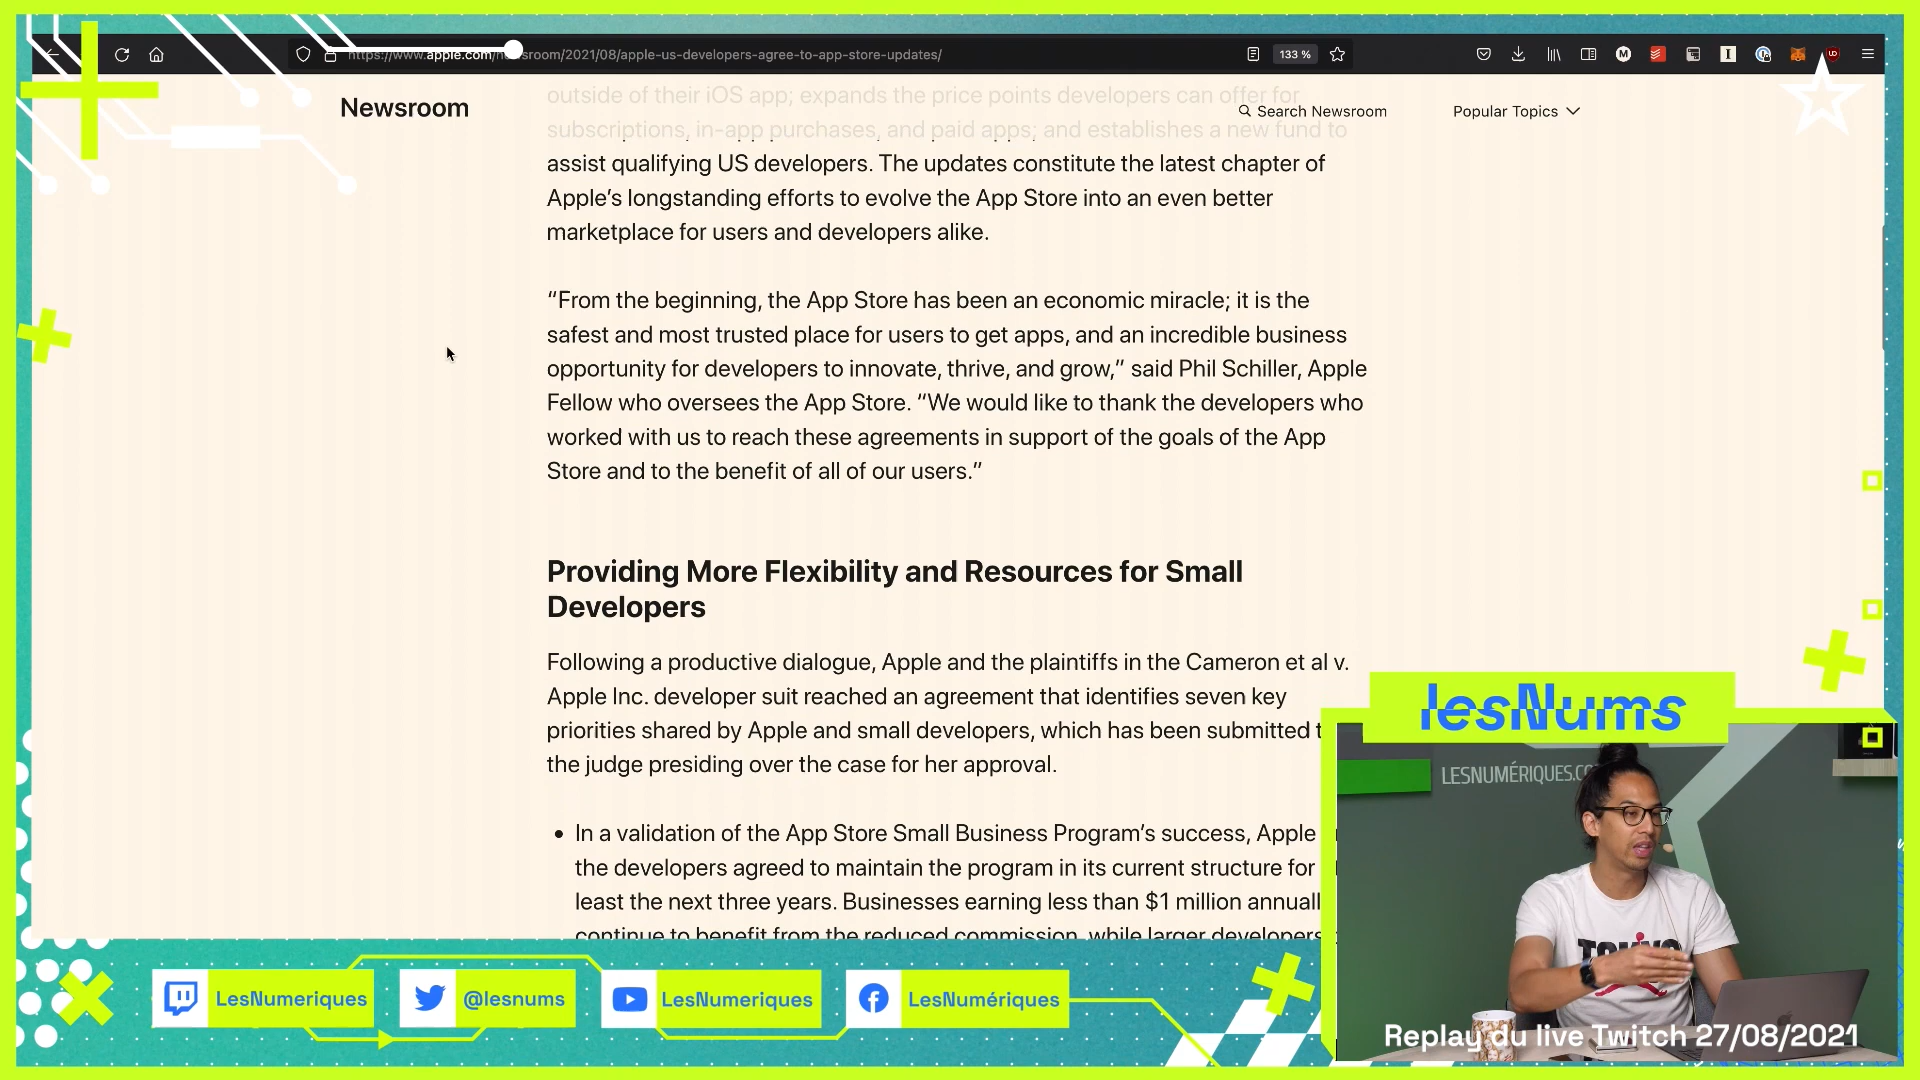 https://www.apple.com/newsroom/2021/08/apple-us-developers-agree-to-app-store-updates/
133 %
Newsroom
Search Newsroom
Popular Topics
outside of their iOS app; expands the price points developers can offer for
subscriptions, in-app purchases, and paid apps; and establishes a new fund to
assist qualifying US developers. The updates constitute the latest chapter of
Apple’s longstanding efforts to evolve the App Store into an even better
marketplace for users and developers alike.
“From the beginning, the App Store has been an economic miracle; it is the
safest and most trusted place for users to get apps, and an incredible business
opportunity for developers to innovate, thrive, and grow,” said Phil Schiller, Apple
Fellow who oversees the App Store. “We would like to thank the developers who
worked with us to reach these agreements in support of the goals of the App
Store and to the benefit of all of our users.”
Providing More Flexibility and Resources for Small
Developers
Following a productive dialogue, Apple and the plaintiffs in the Cameron et al v.
Apple Inc. developer suit reached an agreement that identifies seven key
priorities shared by Apple and small developers, which has been submitted t
the judge presiding over the case for her approval.
• In a validation of the App Store Small Business Program’s success, Apple
the developers agreed to maintain the program in its current structure for
least the next three years. Businesses earning less than $1 million annuall
continue to benefit from the reduced commission, while larger developers
lesNums
LESNUMÉRIQUES.CO
TOKYO
LesNumeriques
@lesnums
LesNumeriques
LesNumériques
Replay du live Twitch 27/08/2021